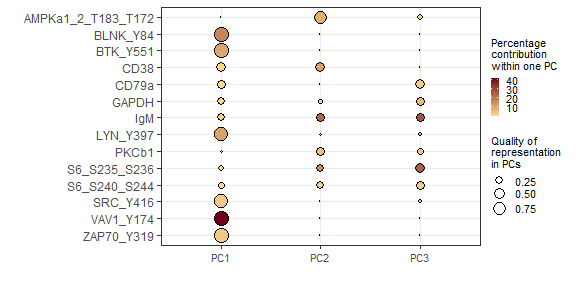 AMPKa1_2_T183_T172
BLNK_Y84
BTK_Y551
CD38
CD79a
GAPDH
IgM
LYN_Y397
PKCb1
S6_S235_S236
S6_S240_S244
SRC_Y416
VAV1_Y174
ZAP70_Y319
PC1
PC2
PC3
Percentage
contribution
within one PC
40
30
20
10
Quality of
representation
in PCs
0.25
0.50
0.75